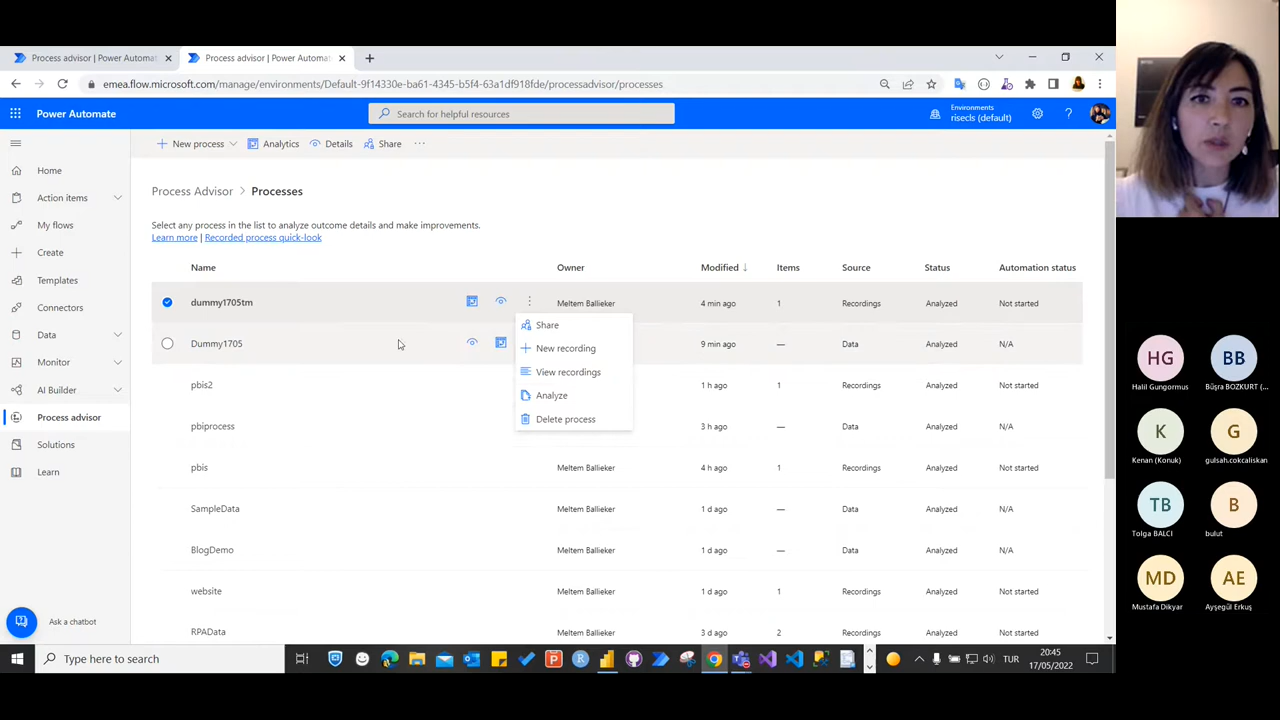 Process advisor | Power Automat
Process advisor | Power Automat
emea.flow.microsoft.com/manage/environments/Default-9f14330e-ba61-4345-b5f4-63a1df918fde/processadvisor/processes
Power Automate
Search for helpful resources
Environments
risecls (default)
New process
Analytics
Details
Share
Home
Action items
My flows
Create
Templates
Connectors
Data
Monitor
AI Builder
Process advisor
Solutions
Learn
Ask a chatbot
Process Advisor > Processes
Select any process in the list to analyze outcome details and make improvements.
Learn more | Recorded process quick-look
Name Owner Modified Items Source Status Automation status
dummy1705tm Meltem Ballieker 4 min ago 1 Recordings Analyzed Not started
Dummy1705 9 min ago — Data Analyzed N/A
pbis2 1 h ago 1 Recordings Analyzed Not started
pbiprocess 3 h ago — Data Analyzed N/A
pbis Meltem Ballieker 4 h ago 1 Recordings Analyzed Not started
SampleData Meltem Ballieker 1 d ago — Data Analyzed N/A
BlogDemo Meltem Ballieker 1 d ago — Data Analyzed N/A
website Meltem Ballieker 1 d ago 1 Recordings Analyzed Not started
RPAData Meltem Ballieker 3 d ago 2 Recordings Analyzed Not started
Share
New recording
View recordings
Analyze
Delete process
HG
Halil Gungormus
BB
Büşra BOZKURT (
K
Kenan (Konuk)
G
gulsah.cokcaliskan
TB
Tolga BALCI
B
bulut
MD
Mustafa Dikyar
AE
Ayşegül Erkuş
Type here to search
TUR
20:45
17/05/2022